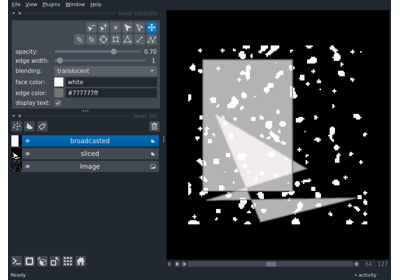 File View Plugins Window Help
layer controls
opacity: 0.70
edge width: 1
blending: translucent
face color: white
edge color: #777777ff
display text:
layer list
broadcasted
sliced
Image
64 127
Ready activity